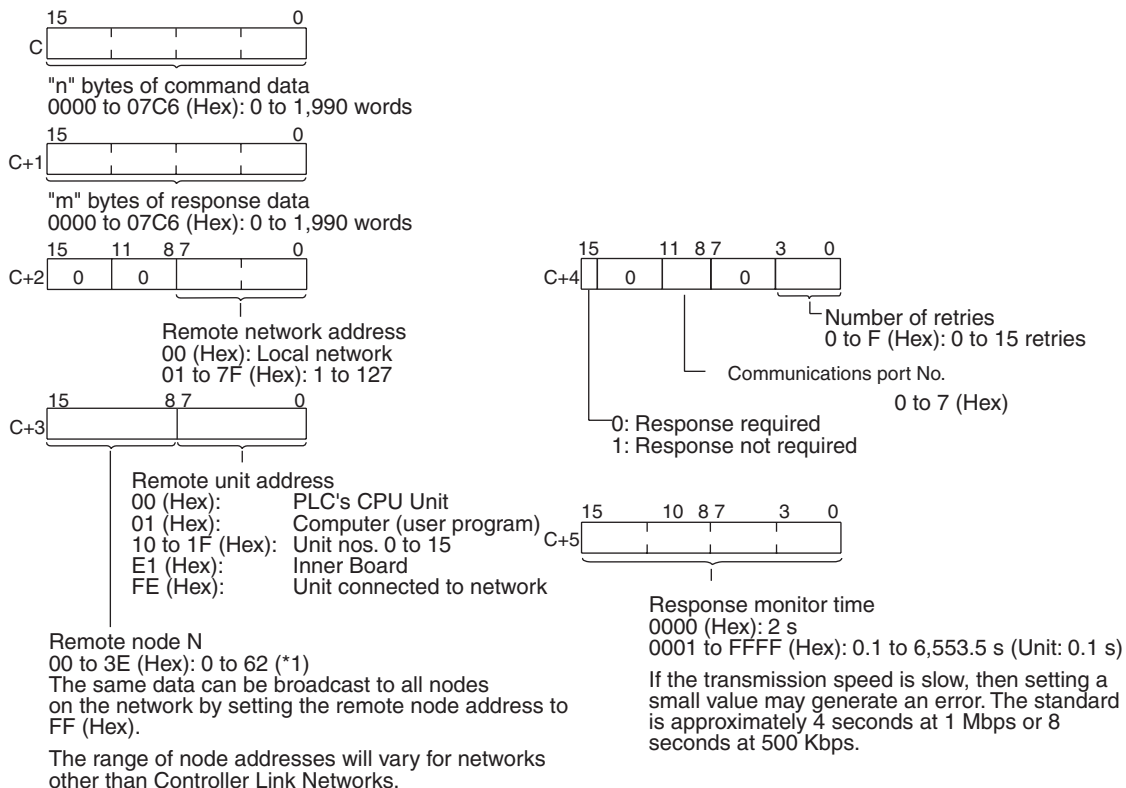 15 0
C
"n" bytes of command data
0000 to 07C6 (Hex): 0 to 1,990 words
15 0
C+1
"m" bytes of response data
0000 to 07C6 (Hex): 0 to 1,990 words
15 11 8 7 0
C+2 0 0
Remote network address
00 (Hex): Local network
01 to 7F (Hex): 1 to 127
15 8 7 0
C+3
Remote unit address
00 (Hex): PLC's CPU Unit
01 (Hex): Computer (user program)
10 to 1F (Hex): Unit nos. 0 to 15
E1 (Hex): Inner Board
FE (Hex): Unit connected to network
Remote node N
00 to 3E (Hex): 0 to 62 (*1)
The same data can be broadcast to all nodes
on the network by setting the remote node address to
FF (Hex).
The range of node addresses will vary for networks
other than Controller Link Networks.
15 11 8 7 3 0
C+4 0 0
Number of retries
0 to F (Hex): 0 to 15 retries
Communications port No.
0 to 7 (Hex)
0: Response required
1: Response not required
15 10 8 7 3 0
C+5
Response monitor time
0000 (Hex): 2 s
0001 to FFFF (Hex): 0.1 to 6,553.5 s (Unit: 0.1 s)
If the transmission speed is slow, then setting a
small value may generate an error. The standard
is approximately 4 seconds at 1 Mbps or 8
seconds at 500 Kbps.